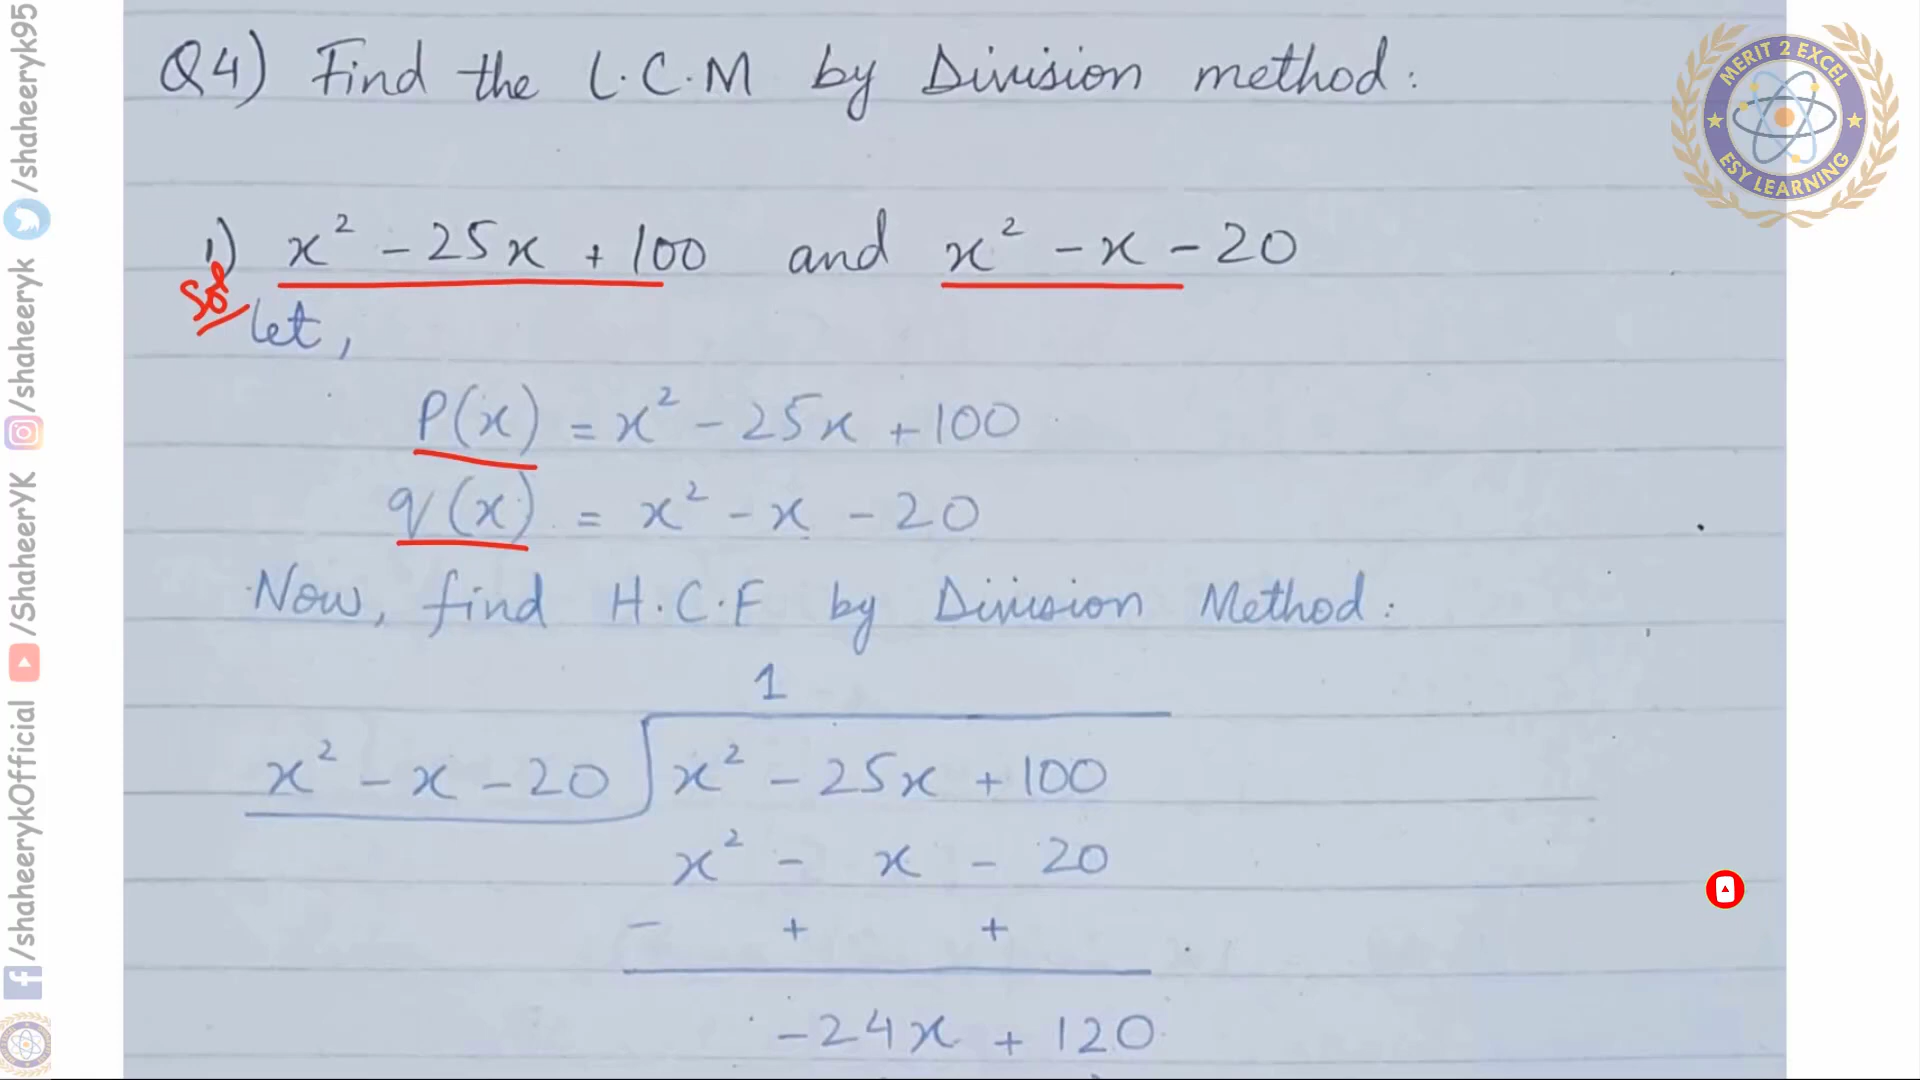 Q4) Find the L.C.M by Division method:
1) x² - 25x + 100 and x² - x - 20
Sol
let,
P(x) = x² - 25x + 100
q(x) = x² - x - 20
Now, find H.C.F by Division Method:
1
x² - x - 20 x² - 25x + 100
x² - x - 20
- + +
-24x + 120
MERIT 2 EXCEL
ESY LEARNING
/shaheeryk95
/shaheeryk
/ShaheerYK
/shaheerykOfficial